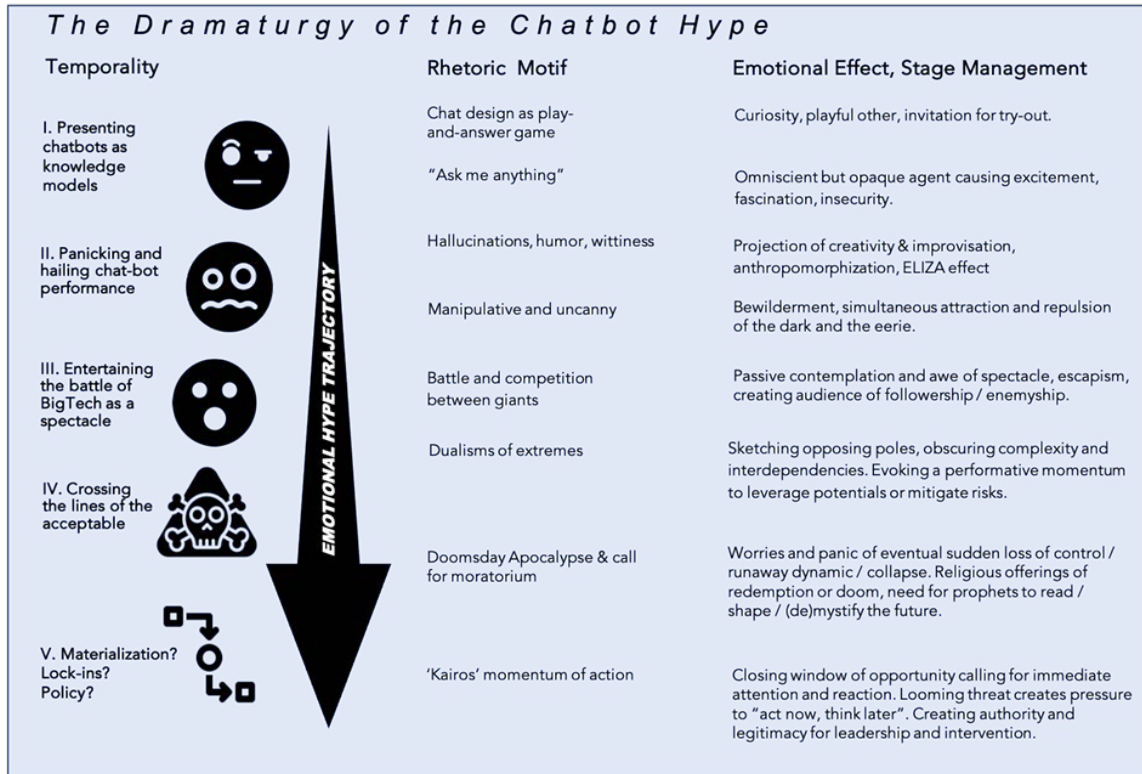 The Dramaturgy of the Chatbot Hype
Temporality
Rhetoric Motif
Emotional Effect, Stage Management
I. Presenting
chatbots as
knowledge
models
Chat design as play-
and-answer game
Curiosity, playful other, invitation for try-out.
"Ask me anything"
Omniscient but opaque agent causing excitement,
fascination, insecurity.
II. Panicking and
hailing chat-bot
performance
Hallucinations, humor, wittiness
Projection of creativity & improvisation,
anthropomorphization, ELIZA effect
Manipulative and uncanny
Bewilderment, simultaneous attraction and repulsion
of the dark and the eerie.
III. Entertaining
the battle of
BigTech as a
spectacle
Battle and competition
between giants
Passive contemplation and awe of spectacle, escapism,
creating audience of followership / enemyship.
Dualisms of extremes
Sketching opposing poles, obscuring complexity and
interdependencies. Evoking a performative momentum
to leverage potentials or mitigate risks.
IV. Crossing
the lines of the
acceptable
Doomsday Apocalypse & call
for moratorium
Worries and panic of eventual sudden loss of control /
runaway dynamic / collapse. Religious offerings of
redemption or doom, need for prophets to read /
shape / (de)mystify the future.
V. Materialization?
Lock-ins?
Policy?
'Kairos' momentum of action
Closing window of opportunity calling for immediate
attention and reaction. Looming threat creates pressure
to "act now, think later". Creating authority and
legitimacy for leadership and intervention.
EMOTIONAL HYPE TRAJECTORY